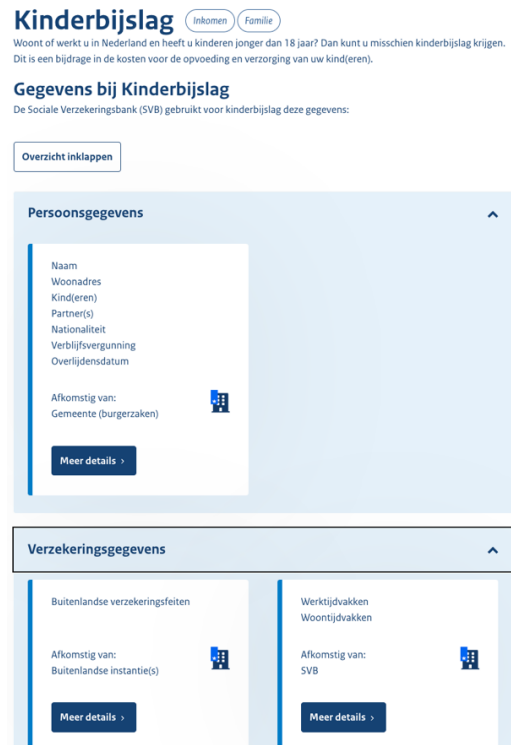 Kinderbijslag Inkomen Familie
Woont of werkt u in Nederland en heeft u kinderen jonger dan 18 jaar? Dan kunt u misschien kinderbijslag krijgen.
Dit is een bijdrage in de kosten voor de opvoeding en verzorging van uw kind(eren).
Gegevens bij Kinderbijslag
De Sociale Verzekeringsbank (SVB) gebruikt voor kinderbijslag deze gegevens:
Overzicht inklappen
Persoonsgegevens
Naam
Woonadres
Kind(eren)
Partner(s)
Nationaliteit
Verblijfsvergunning
Overlijdensdatum
Afkomstig van:
Gemeente (burgerzaken)
Meer details ›
Verzekeringsgegevens
Buitenlandse verzekeringsfeiten
Afkomstig van:
Buitenlandse instantie(s)
Meer details ›
Werktijdvakken
Woontijdvakken
Afkomstig van:
SVB
Meer details ›